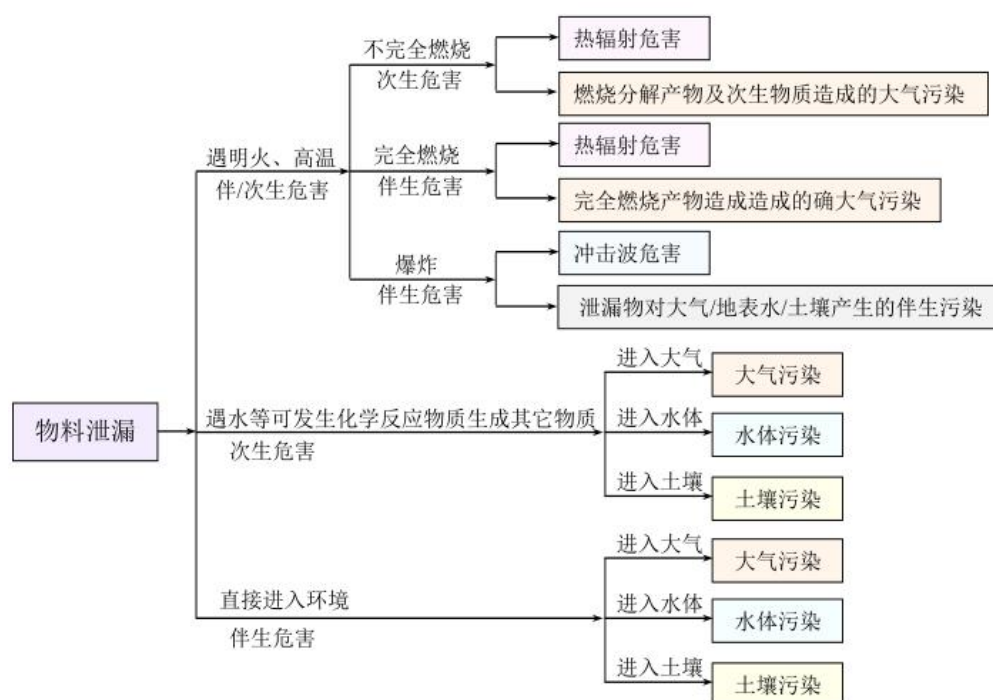 不完全燃烧
次生危害
热辐射危害
燃烧分解产物及次生物质造成的大气污染
遇明火、高温
伴/次生危害
完全燃烧
伴生危害
热辐射危害
完全燃烧产物造成造成的确大气污染
爆炸
伴生危害
冲击波危害
泄漏物对大气/地表水/土壤产生的伴生污染
物料泄漏
遇水等可发生化学反应物质生成其它物质
次生危害
进入大气
大气污染
进入水体
水体污染
进入土壤
土壤污染
直接进入环境
伴生危害
进入大气
大气污染
进入水体
水体污染
进入土壤
土壤污染